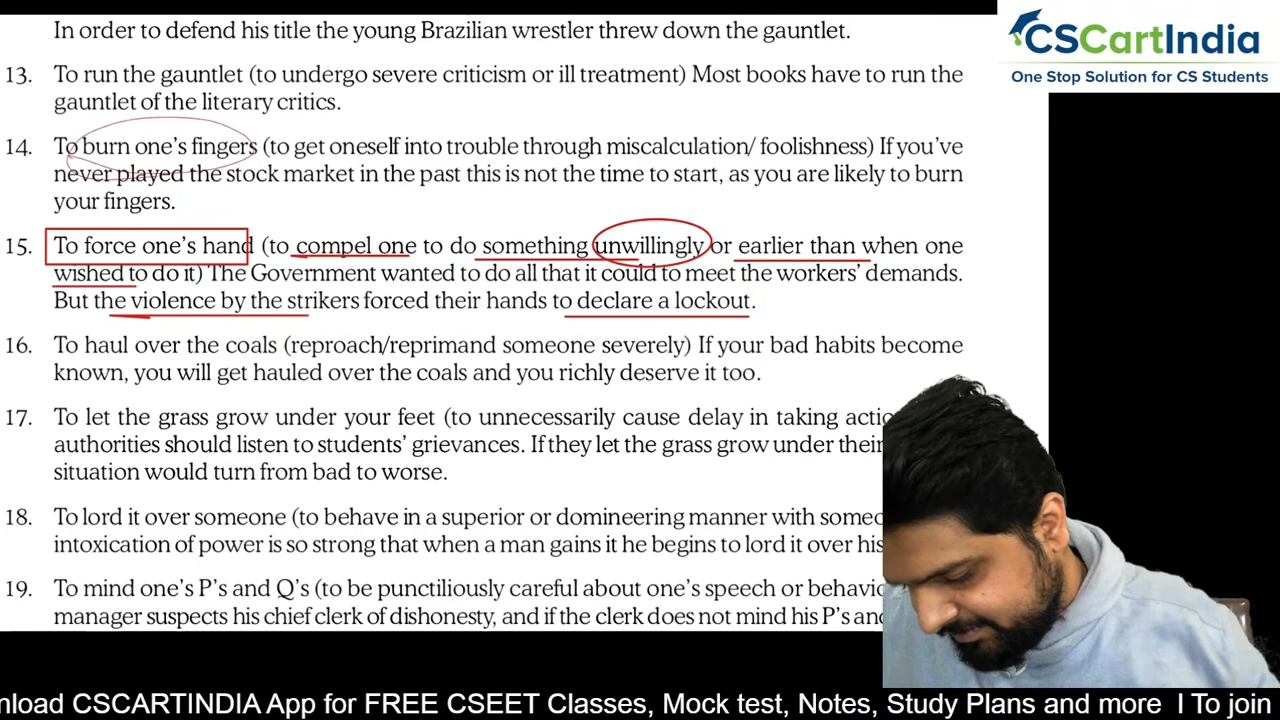 In order to defend his title the young Brazilian wrestler threw down the gauntlet.
CSCartIndia
One Stop Solution for CS Students
13. To run the gauntlet (to undergo severe criticism or ill treatment) Most books have to run the
gauntlet of the literary critics.
14. To burn one's fingers (to get oneself into trouble through miscalculation/ foolishness) If you've
never played the stock market in the past this is not the time to start, as you are likely to burn
your fingers.
15. To force one's hand (to compel one to do something unwillingly or earlier than when one
wished to do it) The Government wanted to do all that it could to meet the workers' demands.
But the violence by the strikers forced their hands to declare a lockout.
16. To haul over the coals (reproach/reprimand someone severely) If your bad habits become
known, you will get hauled over the coals and you richly deserve it too.
17. To let the grass grow under your feet (to unnecessarily cause delay in taking
authorities should listen to students' grievances. If they let the grass grow under their
situation would turn from bad to worse.
18. To lord it over someone (to behave in a superior or domineering manner with
intoxication of power is so strong that when a man gains it he begins to lord it over his
19. To mind one's P's and Q's (to be punctiliously careful about one's speech or
manager suspects his chief clerk of dishonesty, and if the clerk does not mind his P's
CSCARTINDIA App for FREE CSEET Classes, Mock test, Notes, Study Plans and more I To join